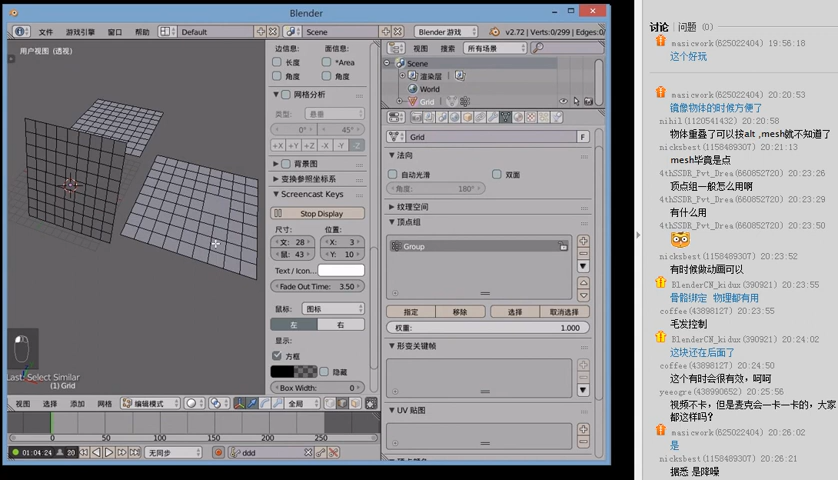 Blender
文件
游戏引擎
窗口
帮助
Default
Scene
Blender 游戏
v2.72 | Verts:0/299 | Edges:0/
用户视图 (透视)
边信息:
面信息:
长度
*Area
角度
角度
网格分析
类型:
悬垂
0°
45°
+X
+Y
+Z
-X
-Y
-Z
背景图
变换参照坐标系
Screencast Keys
Stop Display
尺寸:
位置:
文: 28
X: 3
鼠: 43
Y: 10
Text / Icon...
Fade Out Time: 3.50
鼠标:
图标
左
右
显示:
方框
隐藏
Box Width: 0
Last: Select Similar
(1) Grid
视图
选择
添加
网格
编辑模式
全局
0
50
100
150
200
250
01:04:24
20
无同步
ddd
视图
搜索
所有场景
Scene
渲染层
World
Grid
Grid
F
法向
自动光滑
双面
角度:
180°
纹理空间
顶点组
Group
指定
移除
选择
取消选择
权重:
1.000
形变关键帧
UV 贴图
讨论
问题 (0)
masicwork(625022404) 19:56:18
这个好玩
masicwork(625022404) 20:20:53
镜像物体的时候方便了
nihil(1120541432) 20:20:58
物体重叠了可以按alt ,mesh就不知道了
nicksbest(1158489307) 20:21:13
mesh毕竟是点
4thSSDR_Pvt_Drea(660852720) 20:23:26
顶点组一般怎么用啊
4thSSDR_Pvt_Drea(660852720) 20:23:29
有什么用
4thSSDR_Pvt_Drea(660852720) 20:23:50
nicksbest(1158489307) 20:23:52
有时候做动画可以
BlenderCN_kidux(390921) 20:23:55
骨骼绑定 物理都有用
coffee(43898127) 20:23:55
毛发控制
BlenderCN_kidux(390921) 20:24:02
这块还在后面了
coffee(43898127) 20:24:50
这个有时会很有效，呵呵
yeeogre(438990652) 20:25:56
视频不卡，但是麦克会一卡一卡的，大家
都这样吗?
masicwork(625022404) 20:26:02
是
nicksbest(1158489307) 20:26:21
据悉 是降噪